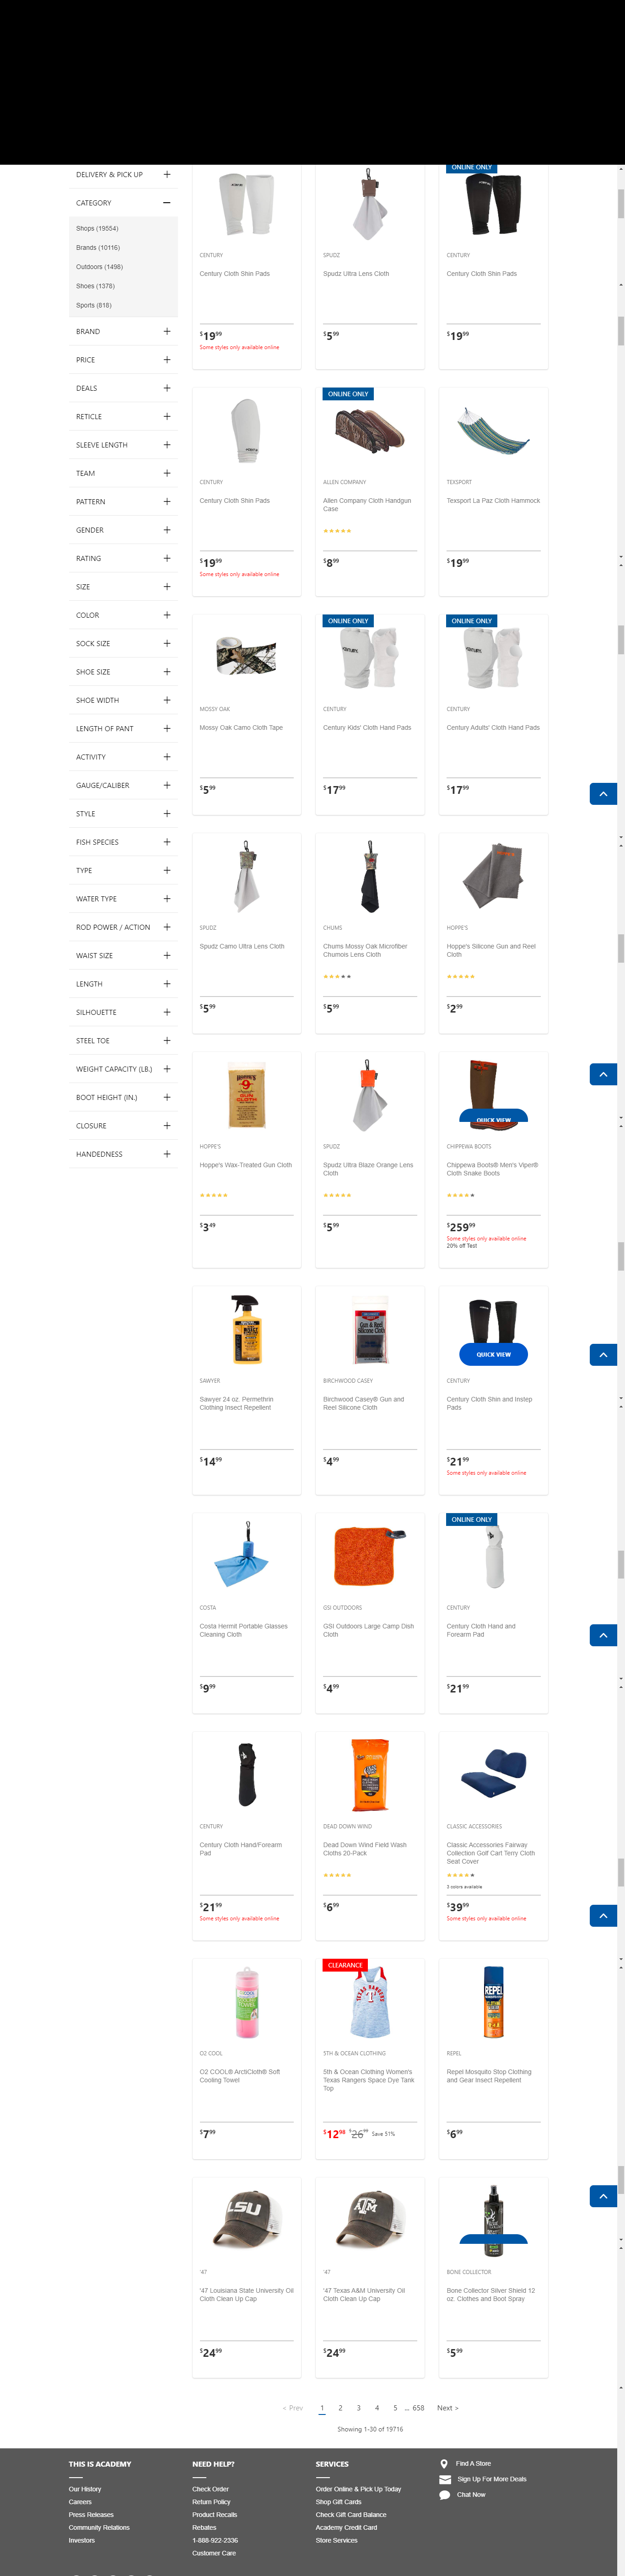 DELIVERY & PICK UP
CATEGORY
Shops (19554)
Brands (10116)
Outdoors (1498)
Shoes (1378)
Sports (818)
BRAND
PRICE
DEALS
RETICLE
SLEEVE LENGTH
TEAM
PATTERN
GENDER
RATING
SIZE
COLOR
SOCK SIZE
SHOE SIZE
SHOE WIDTH
LENGTH OF PANT
ACTIVITY
GAUGE/CALIBER
STYLE
FISH SPECIES
TYPE
WATER TYPE
ROD POWER / ACTION
WAIST SIZE
LENGTH
SILHOUETTE
STEEL TOE
WEIGHT CAPACITY (LB.)
BOOT HEIGHT (IN.)
CLOSURE
HANDEDNESS
CENTURY
Century Cloth Shin Pads
$19 99
Some styles only available online
SPUDZ
Spudz Ultra Lens Cloth
$5 99
ONLINE ONLY
CENTURY
Century Cloth Shin Pads
$19 99
CENTURY
Century Cloth Shin Pads
$19 99
Some styles only available online
ONLINE ONLY
ALLEN COMPANY
Allen Company Cloth Handgun
Case
$8 99
TEXSPORT
Texsport La Paz Cloth Hammock
$19 99
MOSSY OAK
Mossy Oak Camo Cloth Tape
$5 99
ONLINE ONLY
CENTURY
CENTURY
Century Kids' Cloth Hand Pads
$17 99
ONLINE ONLY
CENTURY
CENTURY
Century Adults' Cloth Hand Pads
$17 99
SPUDZ
Spudz Camo Ultra Lens Cloth
$5 99
CHUMS
Chums Mossy Oak Microfiber
Chumois Lens Cloth
$5 99
HOPPE'S
Hoppe's Silicone Gun and Reel
Cloth
$2 99
HOPPE'S
9
GUN
CLOTH
HOPPE'S
Hoppe's Wax-Treated Gun Cloth
$3 49
SPUDZ
Spudz Ultra Blaze Orange Lens
Cloth
$5 99
QUICK VIEW
CHIPPEWA BOOTS
Chippewa Boots® Men's Viper®
Cloth Snake Boots
$259 99
Some styles only available online
20% off Test
SAWYER
Sawyer 24 oz. Permethrin
Clothing Insect Repellent
$14 99
Gun & Reel
Silicone Cloth
BIRCHWOOD CASEY
Birchwood Casey® Gun and
Reel Silicone Cloth
$4 99
QUICK VIEW
CENTURY
Century Cloth Shin and Instep
Pads
$21 99
Some styles only available online
COSTA
Costa Hermit Portable Glasses
Cleaning Cloth
$9 99
GSI OUTDOORS
GSI Outdoors Large Camp Dish
Cloth
$4 99
ONLINE ONLY
CENTURY
Century Cloth Hand and
Forearm Pad
$21 99
CENTURY
Century Cloth Hand/Forearm
Pad
$21 99
Some styles only available online
DEAD DOWN WIND
Dead Down Wind Field Wash
Cloths 20-Pack
$6 99
CLASSIC ACCESSORIES
Classic Accessories Fairway
Collection Golf Cart Terry Cloth
Seat Cover
3 colors available
$39 99
Some styles only available online
O2 COOL
O2 COOL® ArctiCloth® Soft
Cooling Towel
$7 99
CLEARANCE
TEXAS RANGERS
T
5TH & OCEAN CLOTHING
5th & Ocean Clothing Women's
Texas Rangers Space Dye Tank
Top
$12 98 $26 99 Save 51%
REPEL
REPEL
Repel Mosquito Stop Clothing
and Gear Insect Repellent
$6 99
LSU
'47
'47 Louisiana State University Oil
Cloth Clean Up Cap
$24 99
ATM
'47
'47 Texas A&M University Oil
Cloth Clean Up Cap
$24 99
BONE COLLECTOR
Bone Collector Silver Shield 12
oz. Clothes and Boot Spray
$5 99
< Prev 1 2 3 4 5 ... 658 Next >
Showing 1-30 of 19716
THIS IS ACADEMY
Our History
Careers
Press Releases
Community Relations
Investors
NEED HELP?
Check Order
Return Policy
Product Recalls
Rebates
1-888-922-2336
Customer Care
SERVICES
Order Online & Pick Up Today
Shop Gift Cards
Check Gift Card Balance
Academy Credit Card
Store Services
Find A Store
Sign Up For More Deals
Chat Now